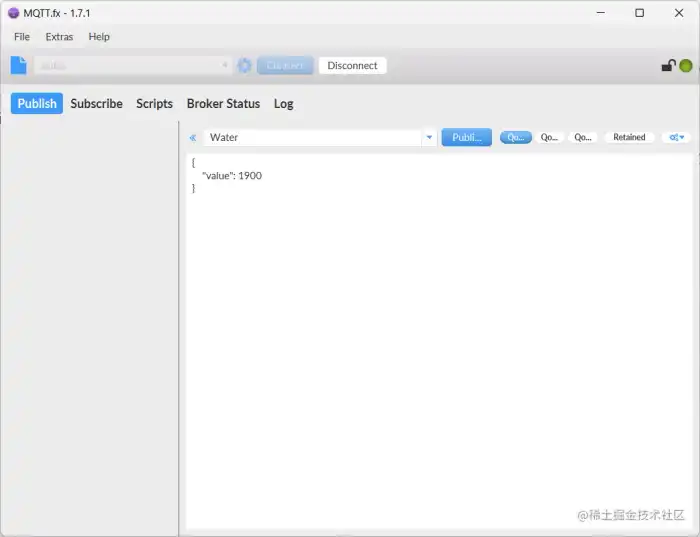 MQTT.fx - 1.7.1
File Extras Help
Connect Disconnect
Publish Subscribe Scripts Broker Status Log
Water Publi... Qo... Qo... Qo... Retained
{
"value": 1900
}
@稀土掘金技术社区